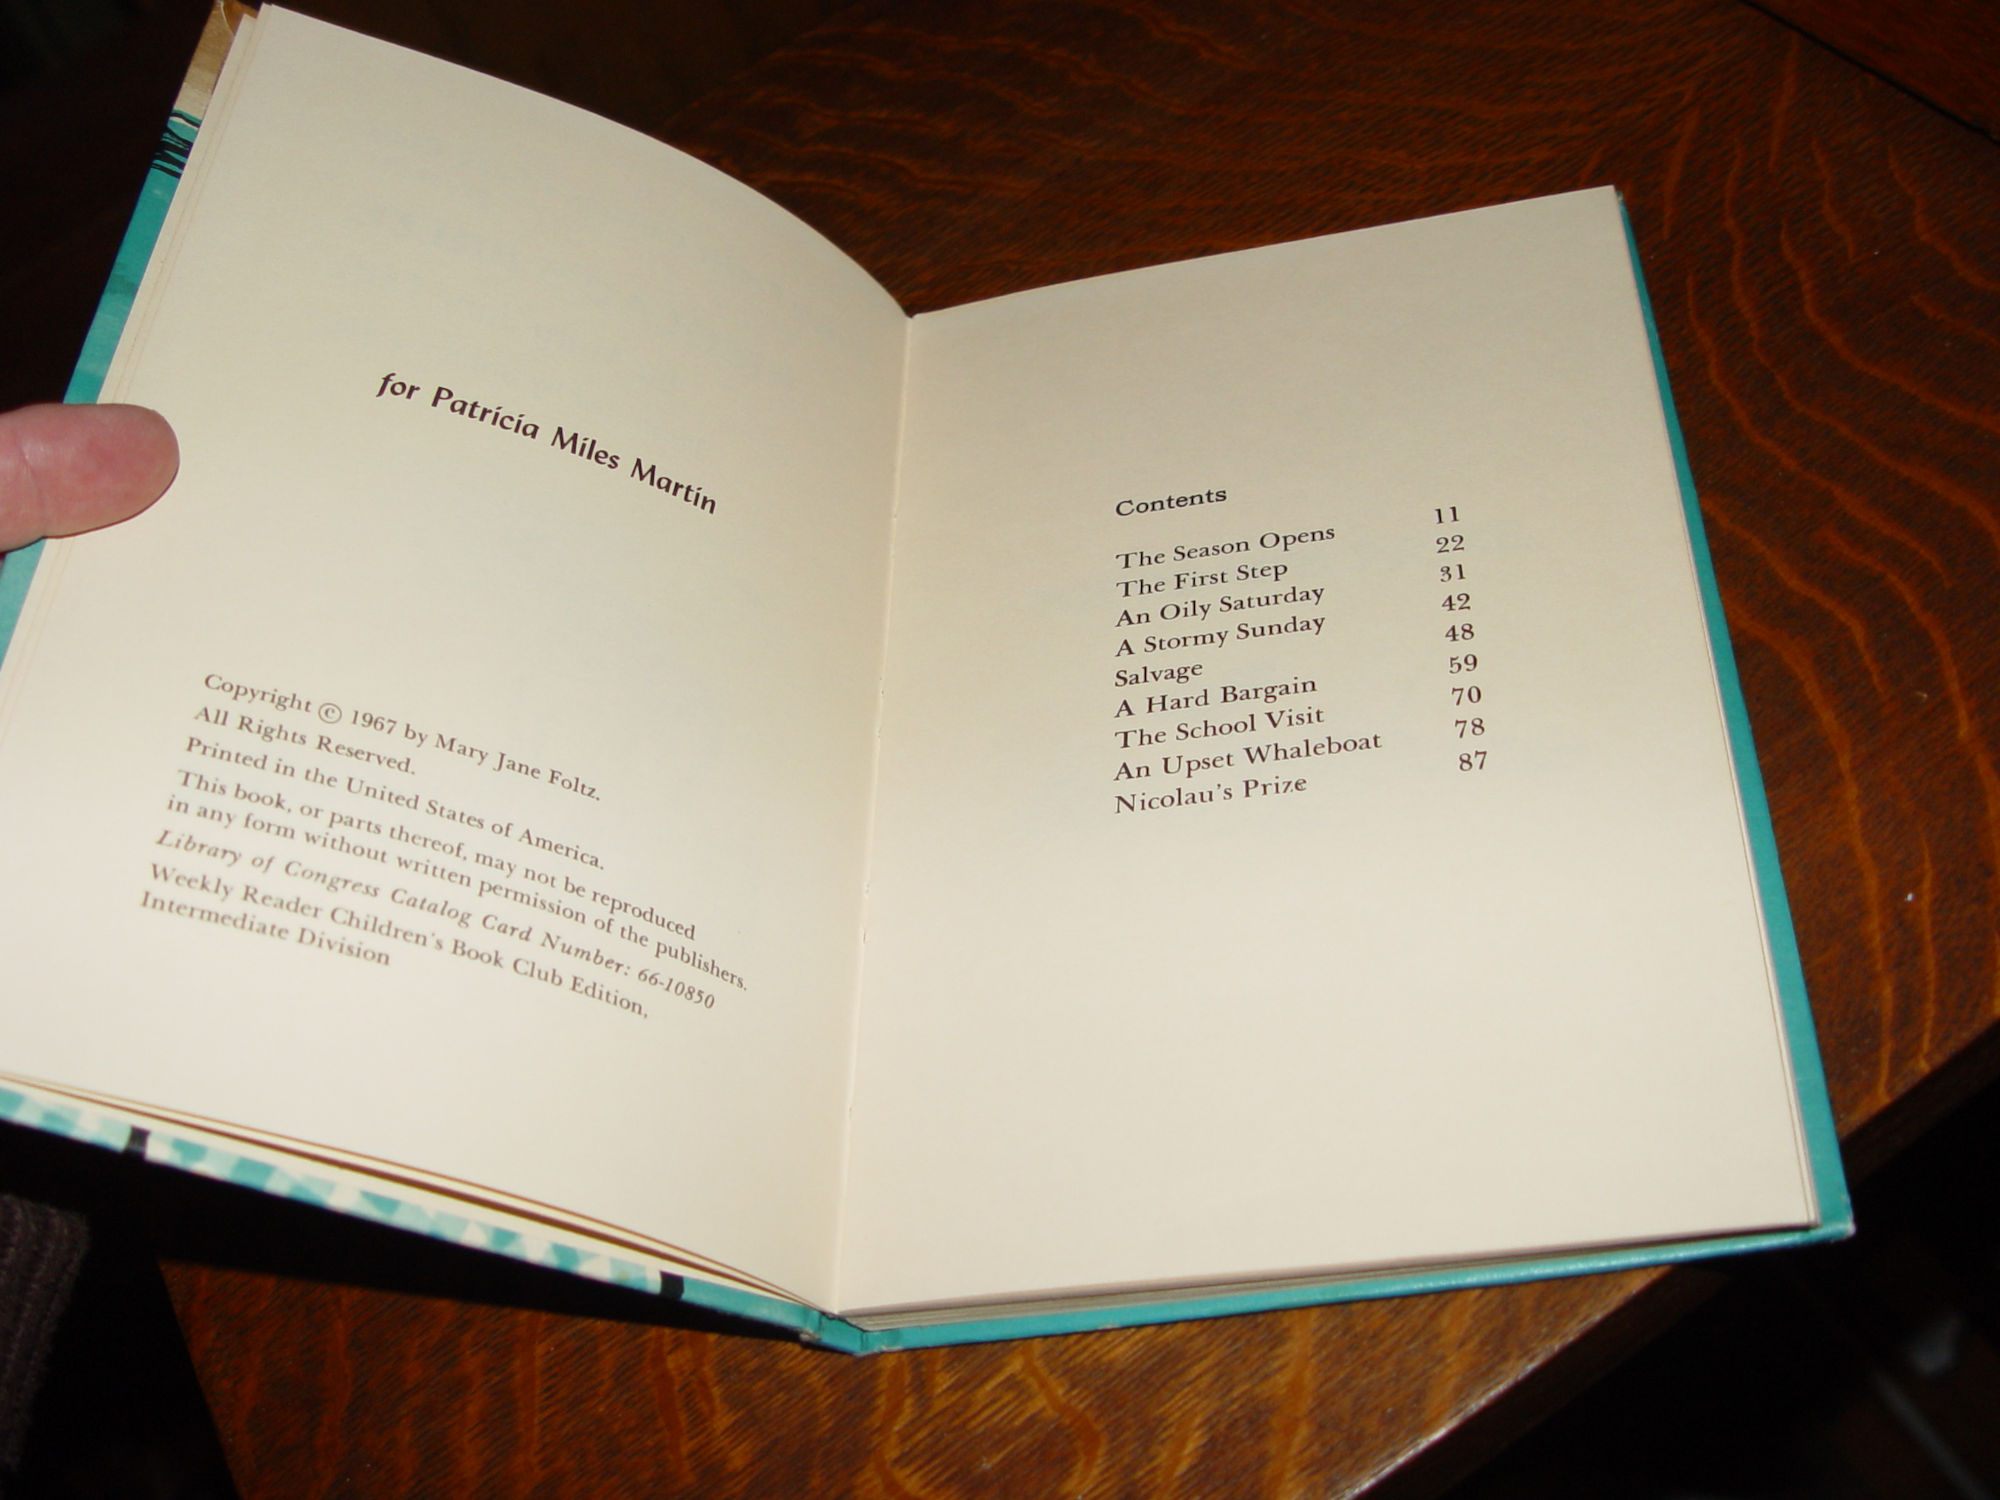 for Patricia Miles Martin
Copyright © 1967 by Mary Jane Foltz.
All Rights Reserved.
Printed in the United States of America.
This book, or parts thereof, may not be reproduced
in any form without written permission of the publishers.
Library of Congress Catalog Card Number: 66-10850
Weekly Reader Children's Book Club Edition,
Intermediate Division
Contents
The Season Opens 11
The First Step 22
An Oily Saturday 31
A Stormy Sunday 42
Salvage 48
A Hard Bargain 59
The School Visit 70
An Upset Whaleboat 78
Nicolau's Prize 87